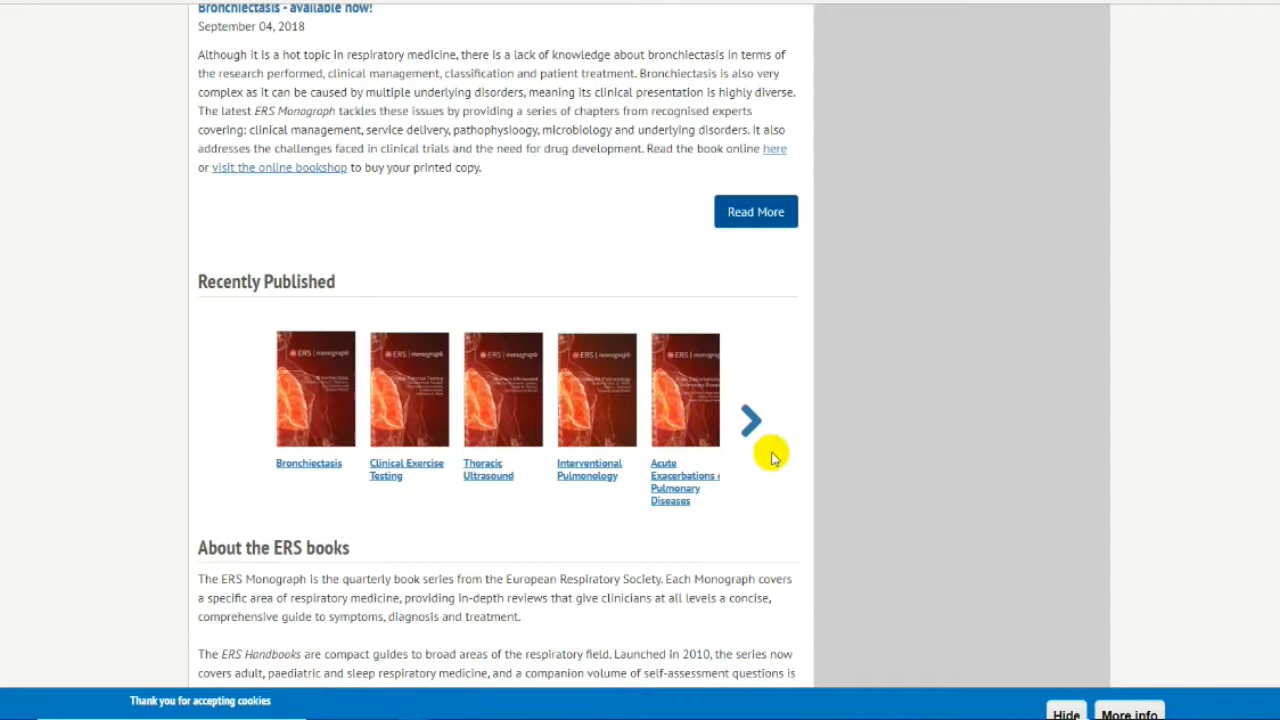 Bronchiectasis - available now!
September 04, 2018
Although it is a hot topic in respiratory medicine, there is a lack of knowledge about bronchiectasis in terms of
the research performed, clinical management, classification and patient treatment. Bronchiectasis is also very
complex as it can be caused by multiple underlying disorders, meaning its clinical presentation is highly diverse.
The latest ERS Monograph tackles these issues by providing a series of chapters from recognised experts
covering: clinical management, service delivery, pathophysioogy, microbiology and underlying disorders. It also
addresses the challenges faced in clinical trials and the need for drug development. Read the book online here
or visit the online bookshop to buy your printed copy.
Read More
Recently Published
ERS | monograph
ERS | monograph
ERS | monograph
ERS | monograph
ERS | monograph
Bronchiectasis
Clinical Exercise
Testing
Thoracic
Ultrasound
Interventional
Pulmonology
Acute
Exacerbations
Pulmonary
Diseases
About the ERS books
The ERS Monograph is the quarterly book series from the European Respiratory Society. Each Monograph covers
a specific area of respiratory medicine, providing in-depth reviews that give clinicians at all levels a concise,
comprehensive guide to symptoms, diagnosis and treatment.
The ERS Handbooks are compact guides to broad areas of the respiratory field. Launched in 2010, the series now
covers adult, paediatric and sleep respiratory medicine, and a companion volume of self-assessment questions is
Thank you for accepting cookies
Hide
More info